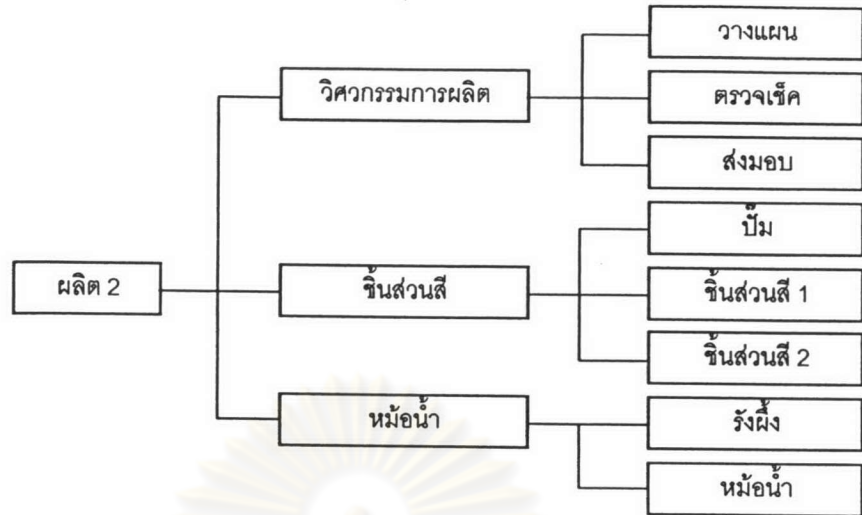 วางแผน
วิศวกรรมการผลิต
ตรวจเช็ค
ส่งมอบ
ปั๊ม
ผลิต 2
ชิ้นส่วนสี
ชิ้นส่วนสี 1
ชิ้นส่วนสี 2
หม้อน้ำ
รังผึ้ง
หม้อน้ำ